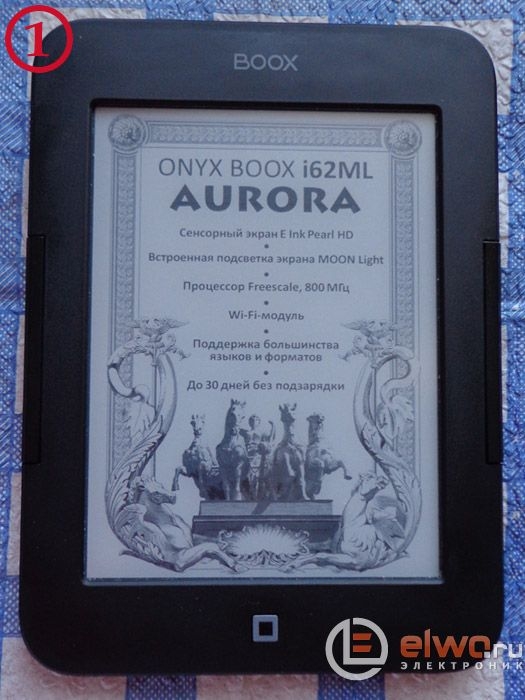 1
BOOX
ONYX BOOX i62ML
AURORA
Сенсорный экран E Ink Pearl HD
•
Встроенная подсветка экрана MOON Light
•
Процессор Freescale, 800 МГц
•
Wi-Fi-модуль
•
Поддержка большинства
языков и форматов
•
До 30 дней без подзарядки
elwo.ru
ЭЛЕКТРОНИК